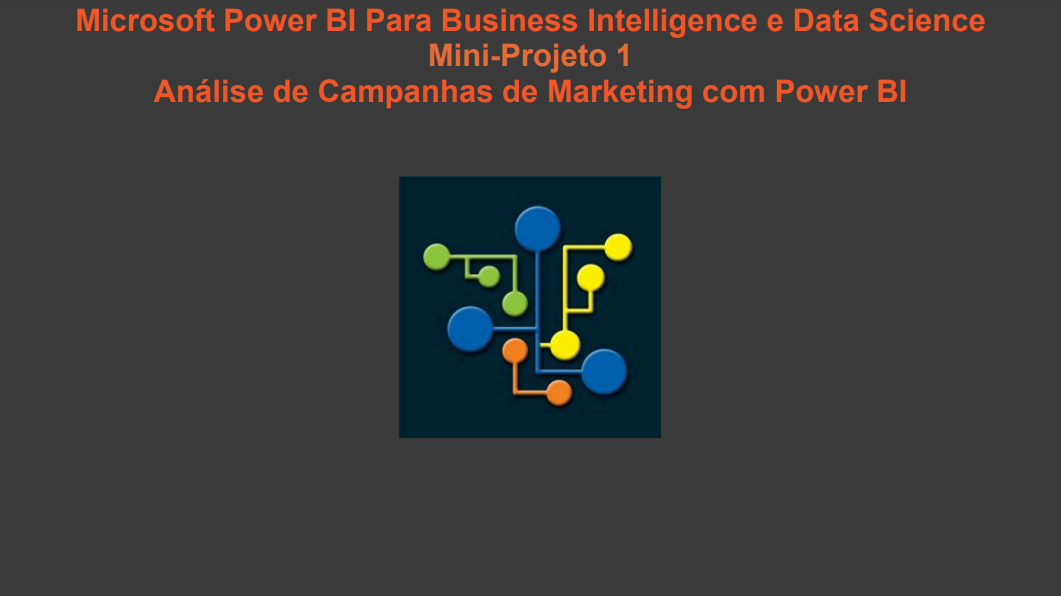 Microsoft Power BI Para Business Intelligence e Data Science
Mini-Projeto 1
Análise de Campanhas de Marketing com Power BI